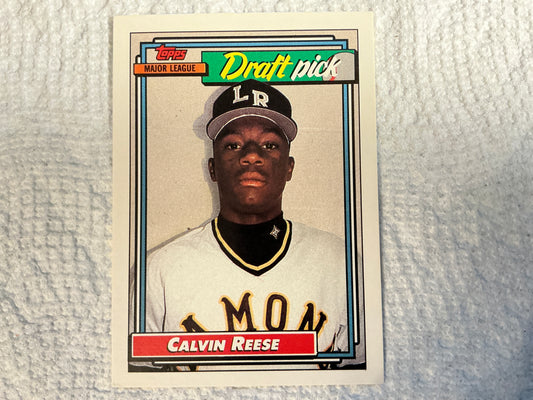 Topps
MAJOR LEAGUE
Draft pick
LR
AMON
CALVIN REESE